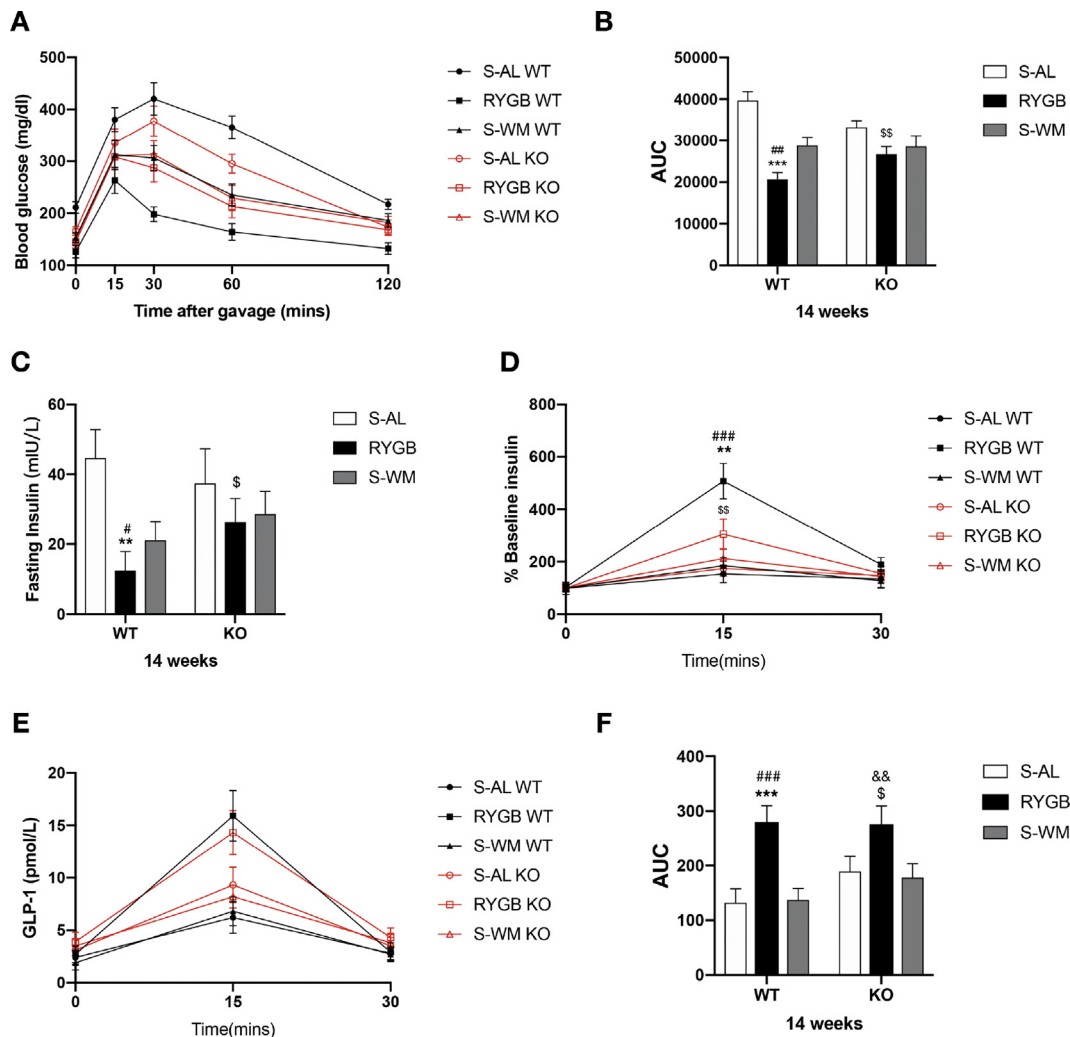 A
500
400
300
200
100
Blood glucose (mg/dl)
0
15
30
60
120
Time after gavage (mins)
S-AL WT
RYGB WT
S-WM WT
S-AL KO
RYGB KO
S-WM KO
B
50000
40000
30000
20000
10000
0
AUC
##
***
$$
WT
KO
14 weeks
S-AL
RYGB
S-WM
C
60
40
20
0
Fasting Insulin (mIU/L)
#
**
$
WT
KO
14 weeks
S-AL
RYGB
S-WM
D
800
600
400
200
0
% Baseline insulin
###
**
$$
0
15
30
Time(mins)
S-AL WT
RYGB WT
S-WM WT
S-AL KO
RYGB KO
S-WM KO
E
20
15
10
5
0
GLP-1 (pmol/L)
0
15
30
Time(mins)
S-AL WT
RYGB WT
S-WM WT
S-AL KO
RYGB KO
S-WM KO
F
400
300
200
100
0
AUC
###
***
&&
$
WT
KO
14 weeks
S-AL
RYGB
S-WM